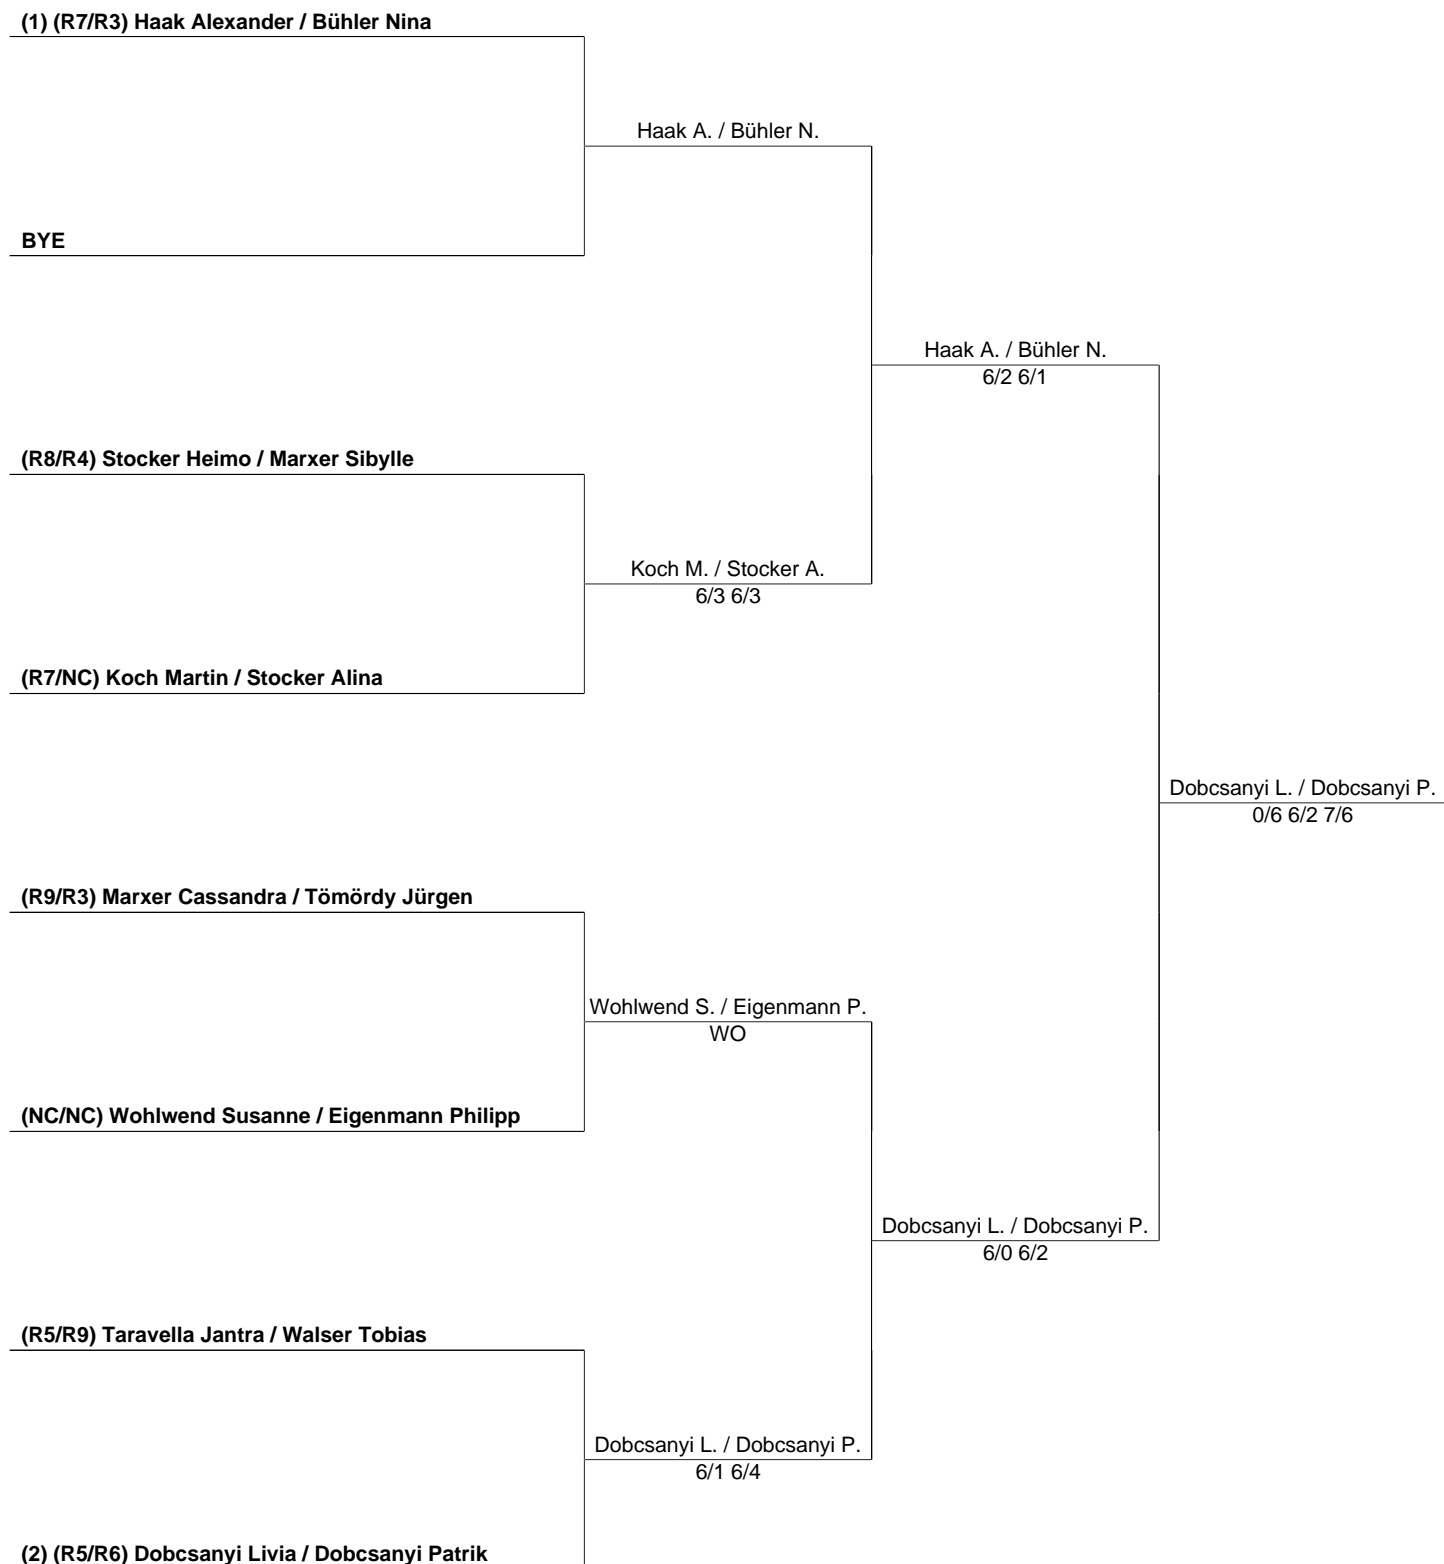 (1) (R7/R3) Haak Alexander / Bühler Nina
Haak A. / Bühler N.
BYE
Haak A. / Bühler N.
6/2 6/1
(R8/R4) Stocker Heimo / Marxer Sibylle
Koch M. / Stocker A.
6/3 6/3
(R7/NC) Koch Martin / Stocker Alina
Dobcsanyi L. / Dobcsanyi P.
0/6 6/2 7/6
(R9/R3) Marxer Cassandra / Tömördy Jürgen
Wohlwend S. / Eigenmann P.
WO
(NC/NC) Wohlwend Susanne / Eigenmann Philipp
Dobcsanyi L. / Dobcsanyi P.
6/0 6/2
(R5/R9) Taravella Jantra / Walser Tobias
Dobcsanyi L. / Dobcsanyi P.
6/1 6/4
(2) (R5/R6) Dobcsanyi Livia / Dobcsanyi Patrik